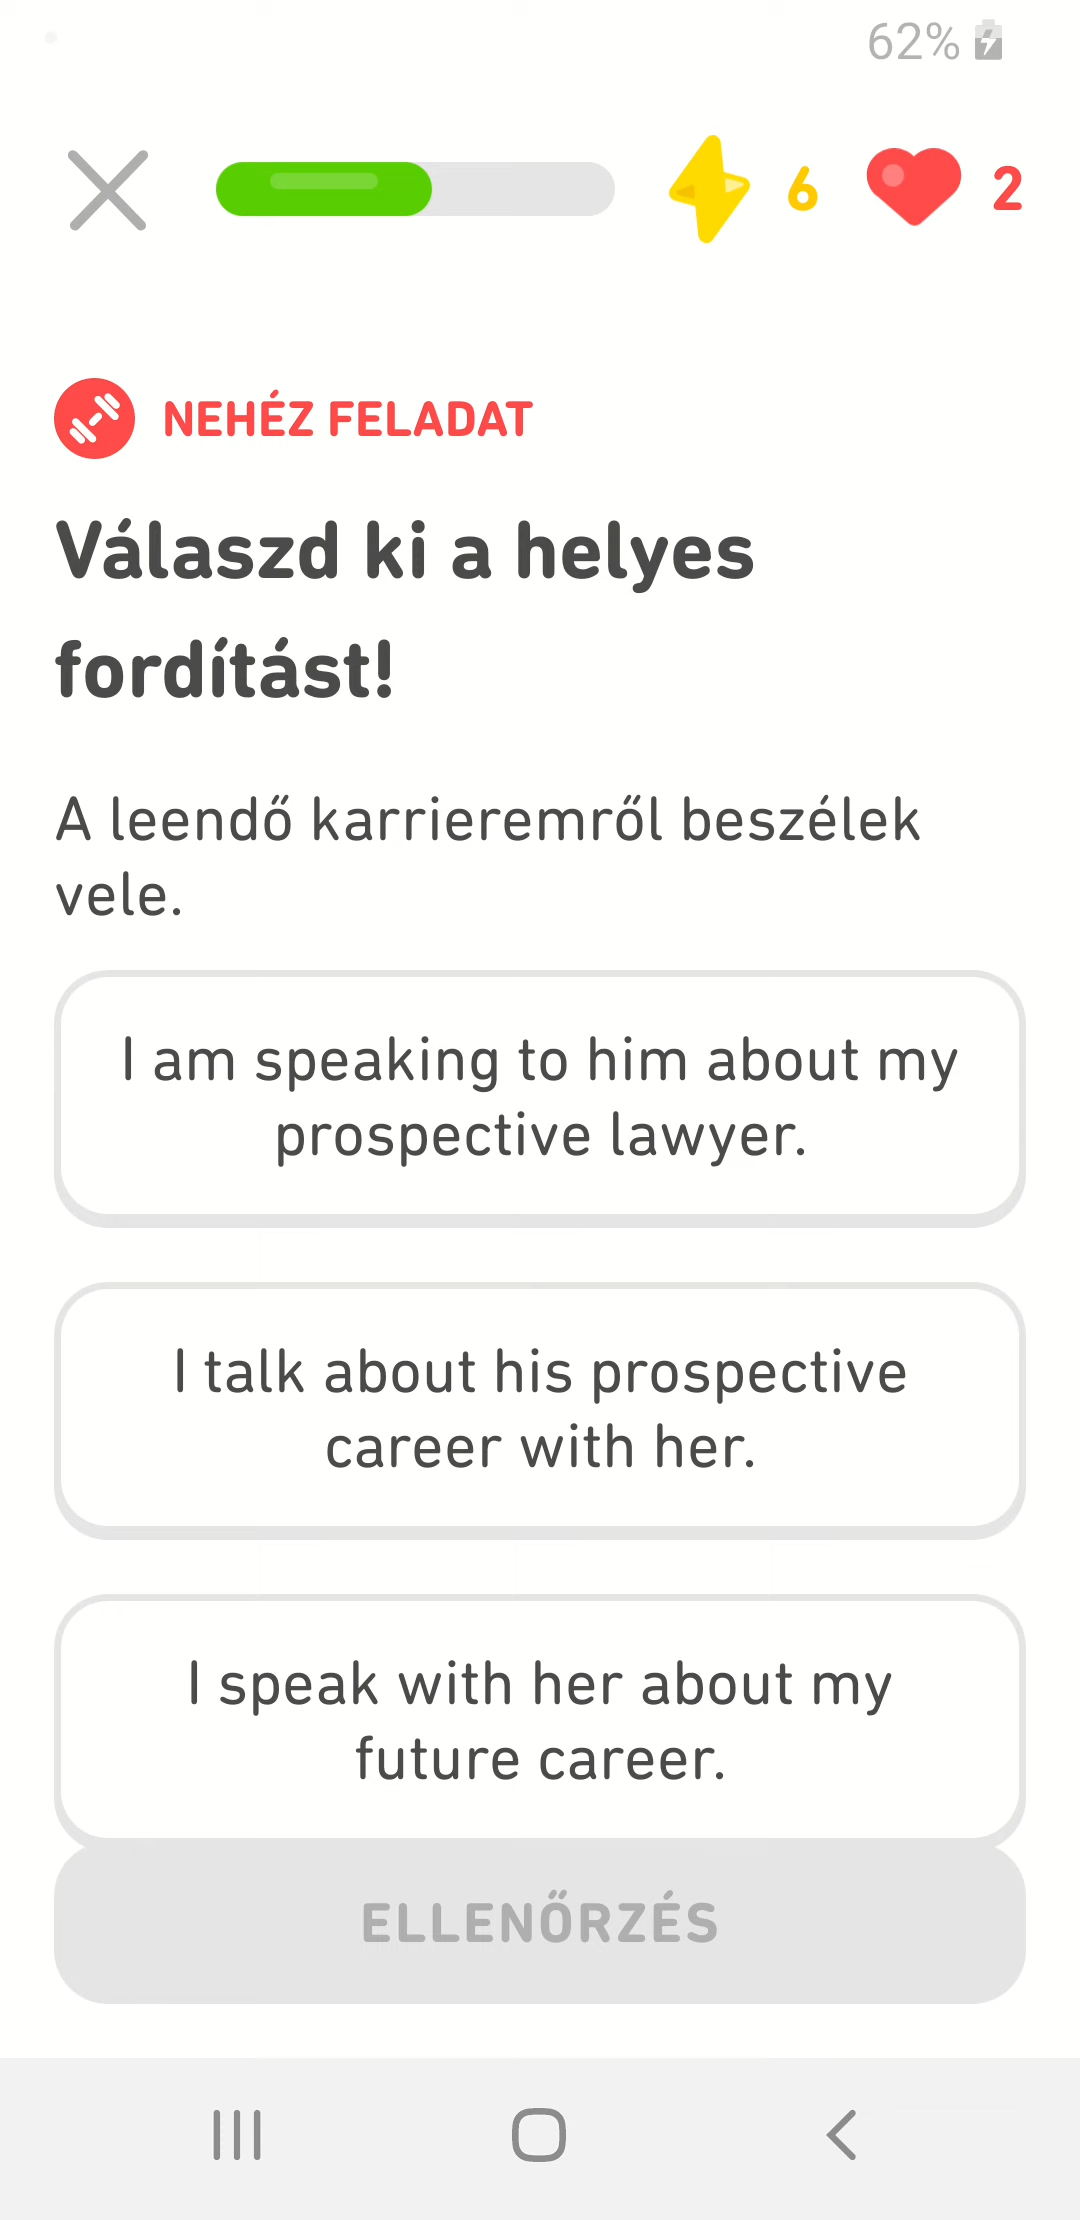 62%
6
2
NEHÉZ FELADAT
Válaszd ki a helyes
fordítást!
A leendő karrieremről beszélek
vele.
I am speaking to him about my
prospective lawyer.
I talk about his prospective
career with her.
I speak with her about my
future career.
ELLENŐRZÉS